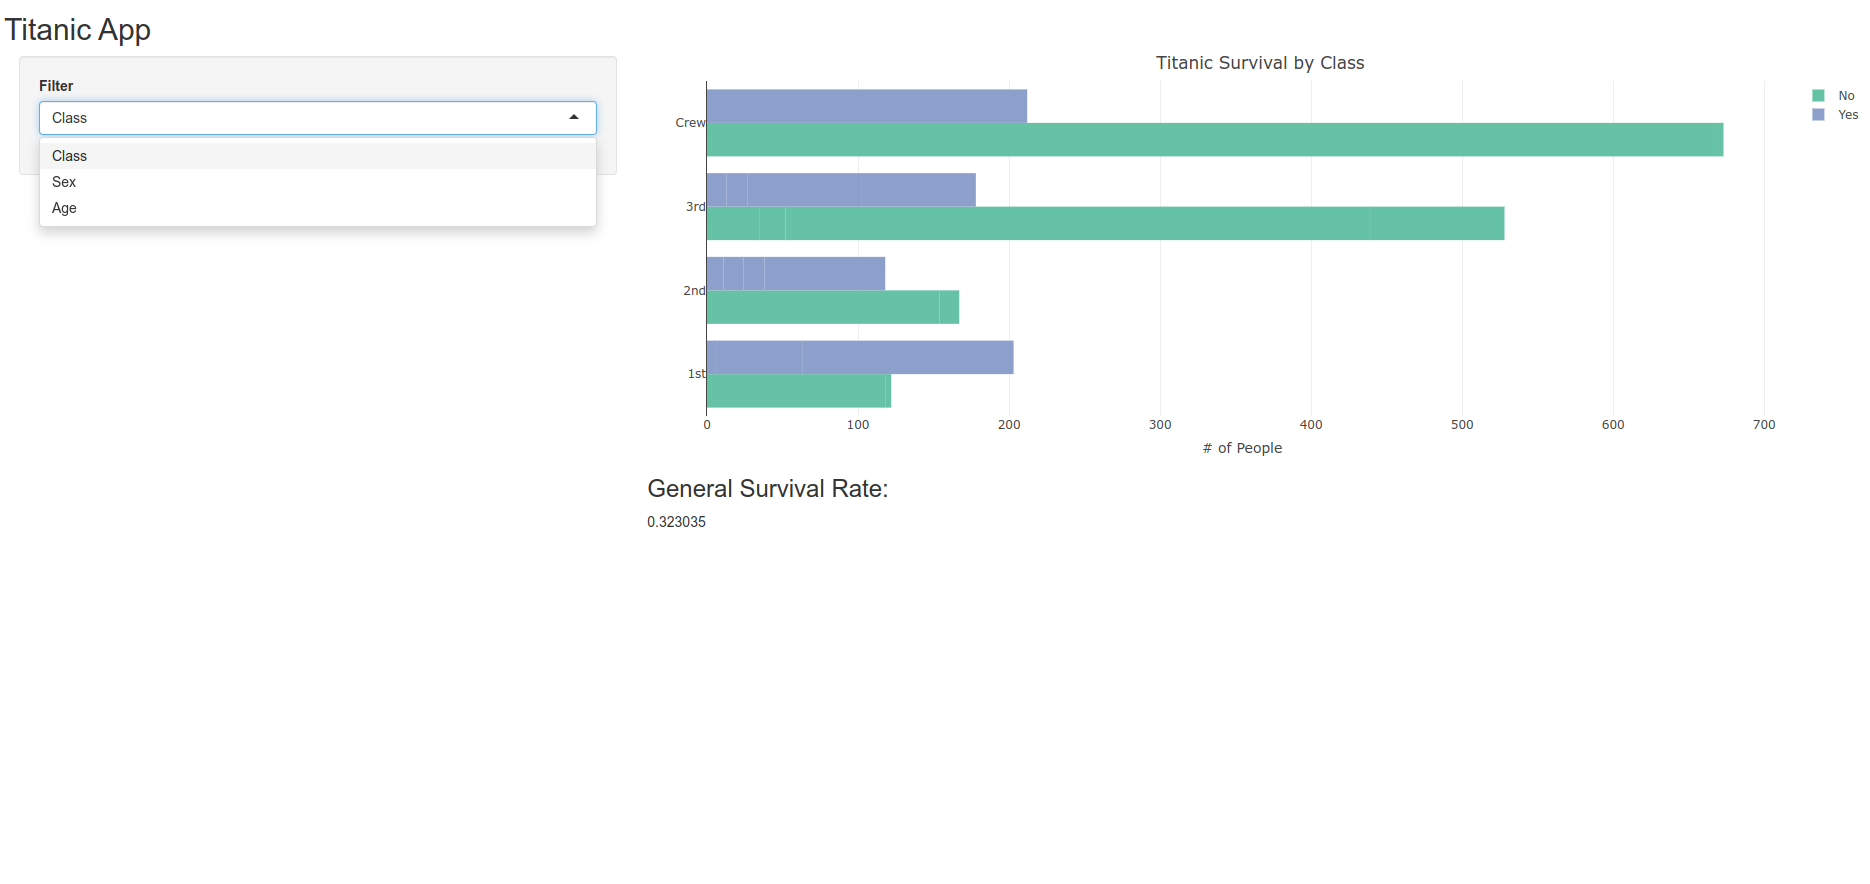 Titanic App
Filter
Class
Class
Sex
Age
Titanic Survival by Class
No
Yes
Crew
3rd
2nd
1st
0 100 200 300 400 500 600 700
# of People
General Survival Rate:
0.323035